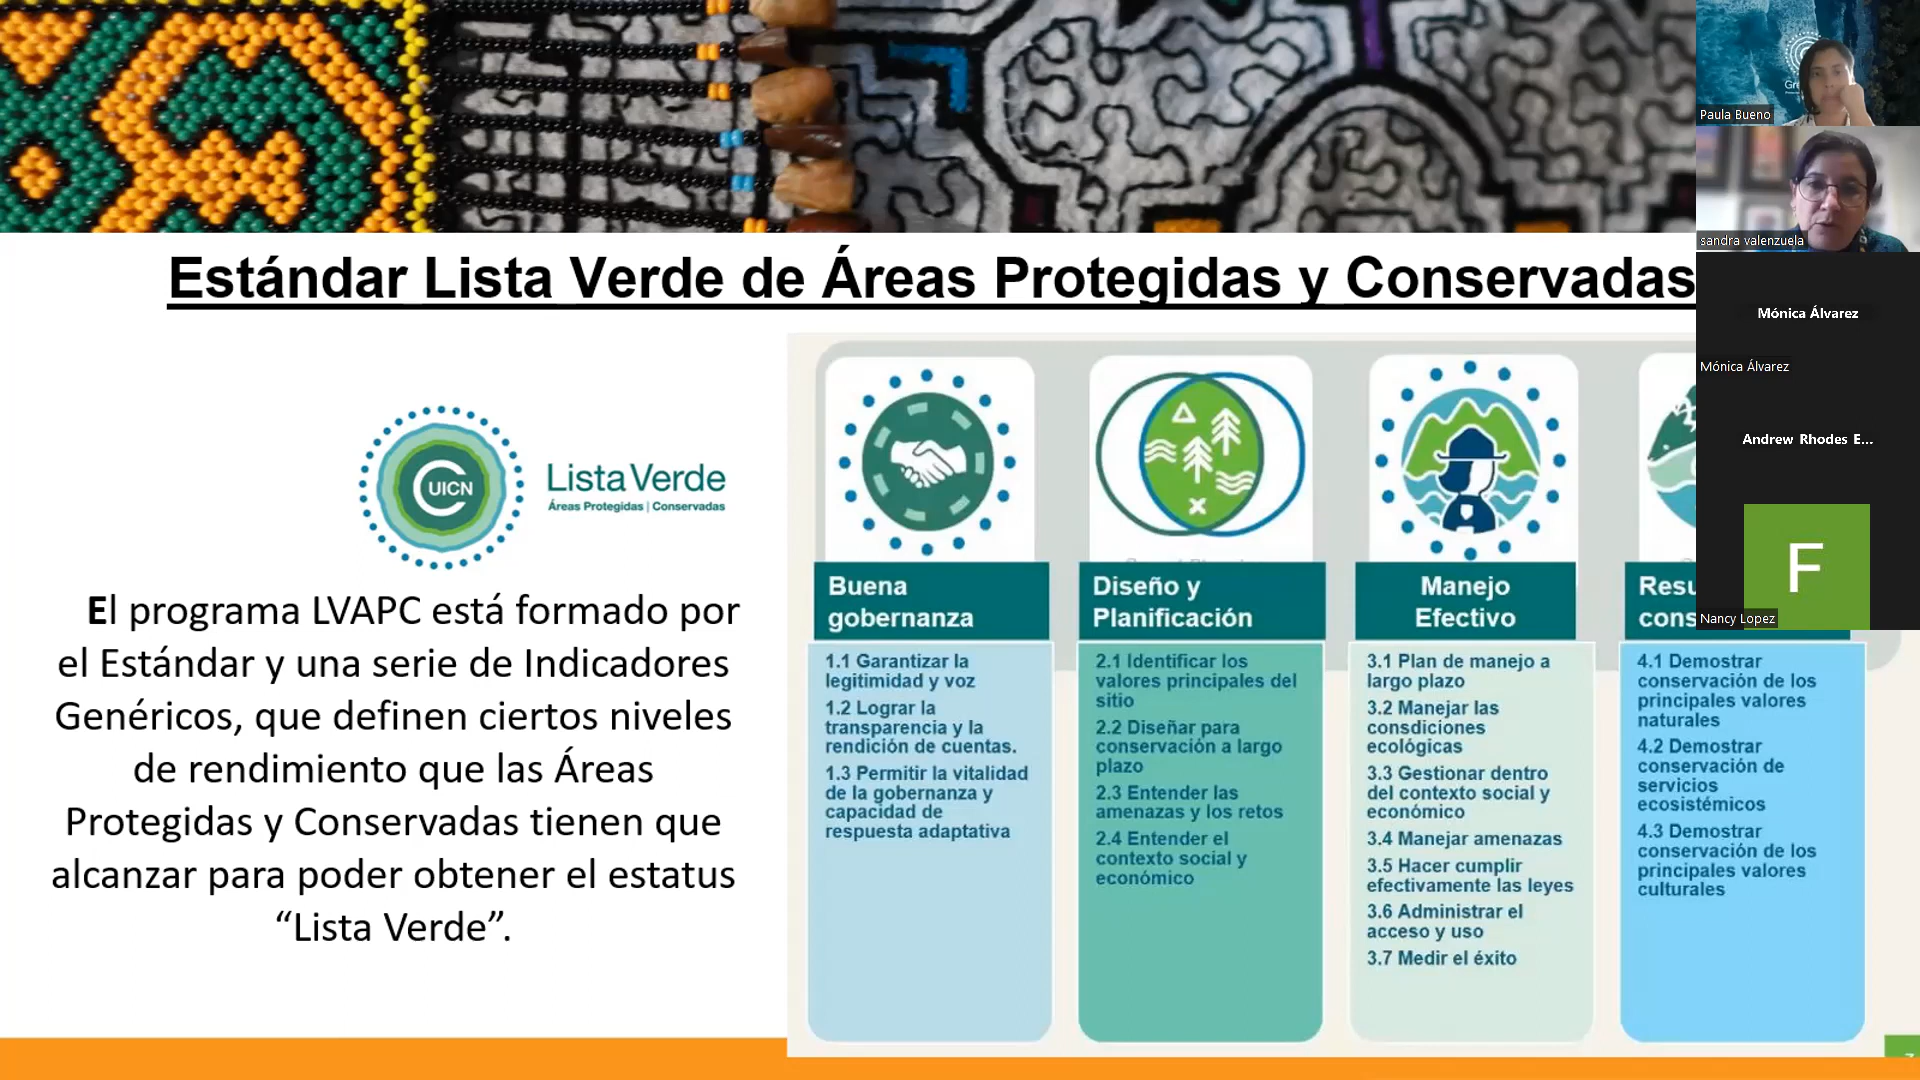 Estándar Lista Verde de Áreas Protegidas y Conservadas
UICN
Lista Verde
Áreas Protegidas | Conservadas
El programa LVAPC está formado por
el Estándar y una serie de Indicadores
Genéricos, que definen ciertos niveles
de rendimiento que las Áreas
Protegidas y Conservadas tienen que
alcanzar para poder obtener el estatus
“Lista Verde”.
Buena
gobernanza
1.1 Garantizar la
legitimidad y voz
1.2 Lograr la
transparencia y la
rendición de cuentas.
1.3 Permitir la vitalidad
de la gobernanza y
capacidad de
respuesta adaptativa
Diseño y
Planificación
2.1 Identificar los
valores principales del
sitio
2.2 Diseñar para
conservación a largo
plazo
2.3 Entender las
amenazas y los retos
2.4 Entender el
contexto social y
económico
Manejo
Efectivo
3.1 Plan de manejo a
largo plazo
3.2 Manejar las
consdiciones
ecológicas
3.3 Gestionar dentro
del contexto social y
económico
3.4 Manejar amenazas
3.5 Hacer cumplir
efectivamente las leyes
3.6 Administrar el
acceso y uso
3.7 Medir el éxito
Resu
cons
4.1 Demostrar
conservación de los
principales valores
naturales
4.2 Demostrar
conservación de
servicios
ecosistémicos
4.3 Demostrar
conservación de los
principales valores
culturales
Gr
Paula Bueno
sandra valenzuela
Mónica Álvarez
Mónica Álvarez
Andrew Rhodes E...
F
Nancy Lopez